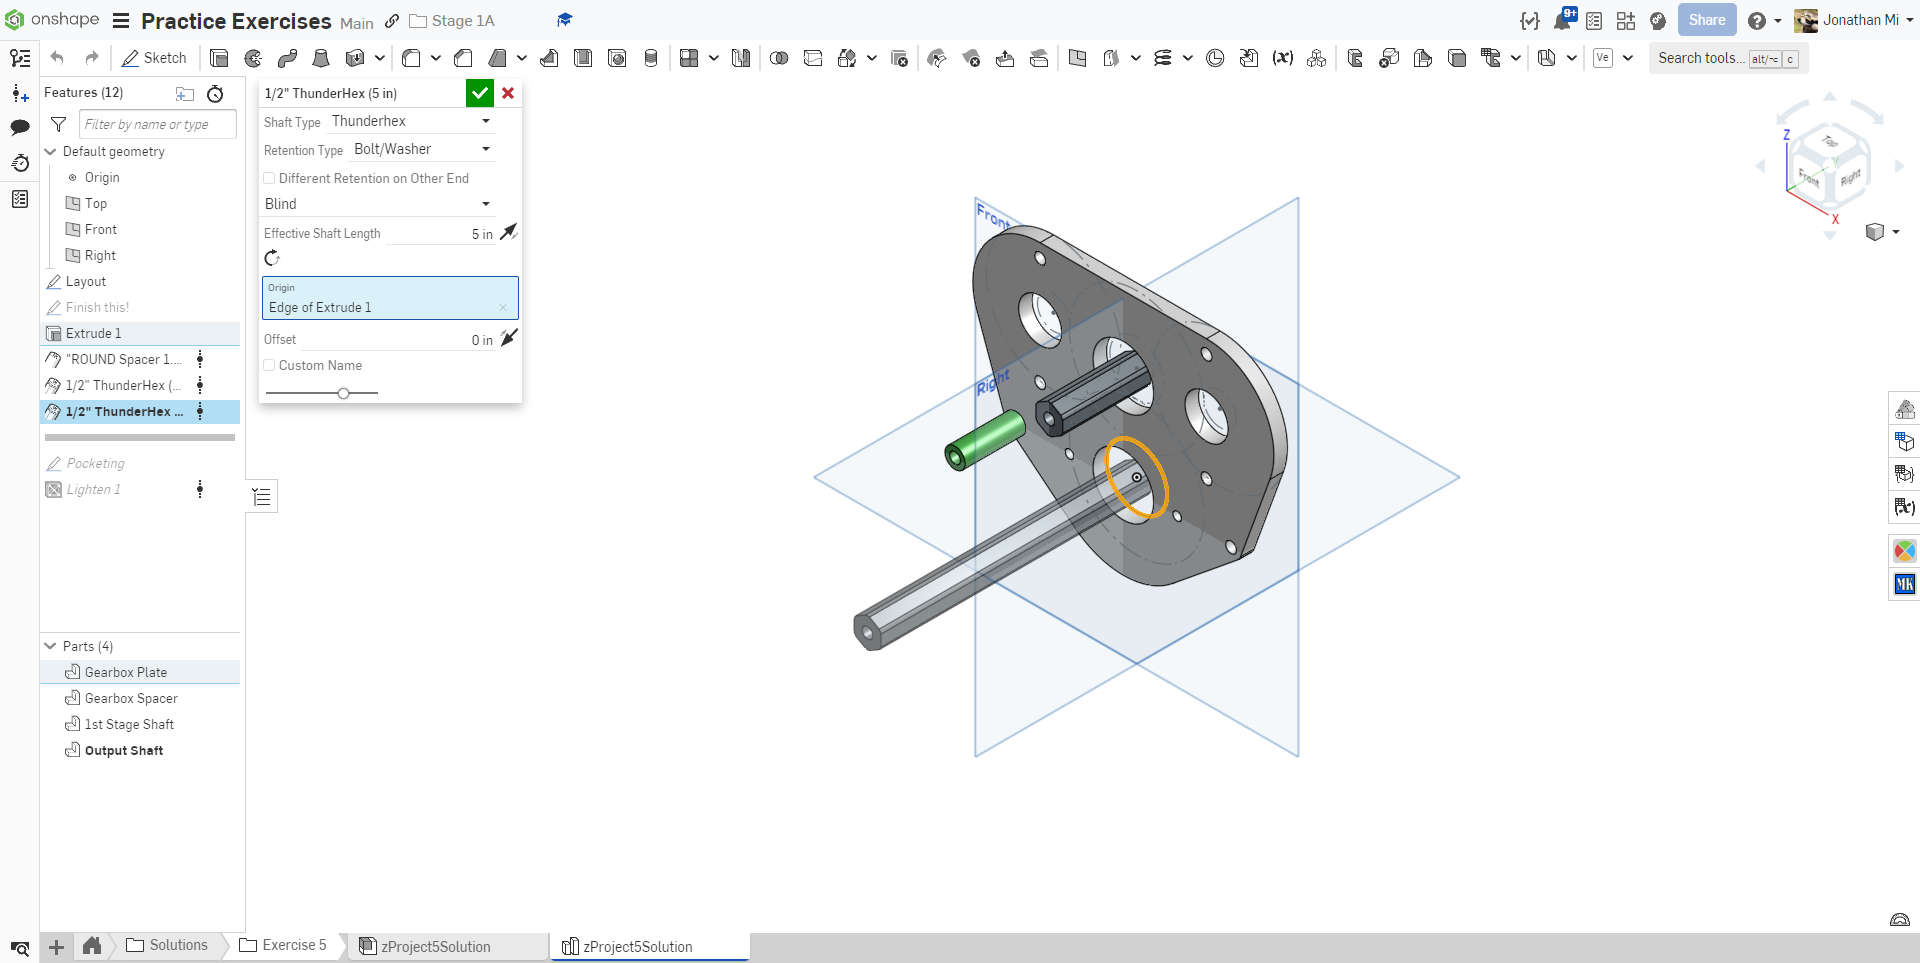 onshape Practice Exercises Main Stage 1A 9+ Share Jonathan Mi
Sketch Ve Search tools... alt/⌥ c
Features (12)
Filter by name or type
Default geometry
Origin
Top
Front
Right
Layout
Finish this!
Extrude 1
"ROUND Spacer 1....
1/2" ThunderHex (...
1/2" ThunderHex ...
Pocketing
Lighten 1
Parts (4)
Gearbox Plate
Gearbox Spacer
1st Stage Shaft
Output Shaft
1/2" ThunderHex (5 in)
Shaft Type Thunderhex
Retention Type Bolt/Washer
Different Retention on Other End
Blind
Effective Shaft Length 5 in
Origin
Edge of Extrude 1
Offset 0 in
Custom Name
Front
Right
Z
Top
Y
Front Right
X
(x)
MK
Solutions Exercise 5 zProject5Solution zProject5Solution